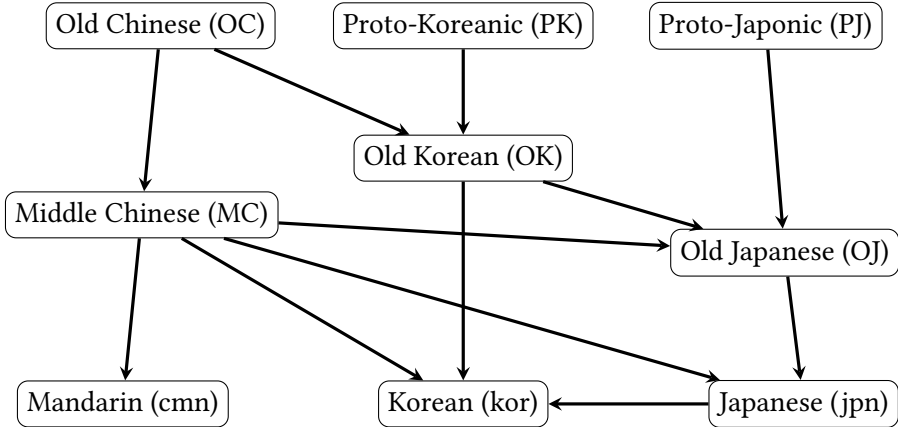 Old Chinese (OC)
Proto-Koreanic (PK)
Proto-Japonic (PJ)
Old Korean (OK)
Middle Chinese (MC)
Old Japanese (OJ)
Mandarin (cmn)
Korean (kor)
Japanese (jpn)